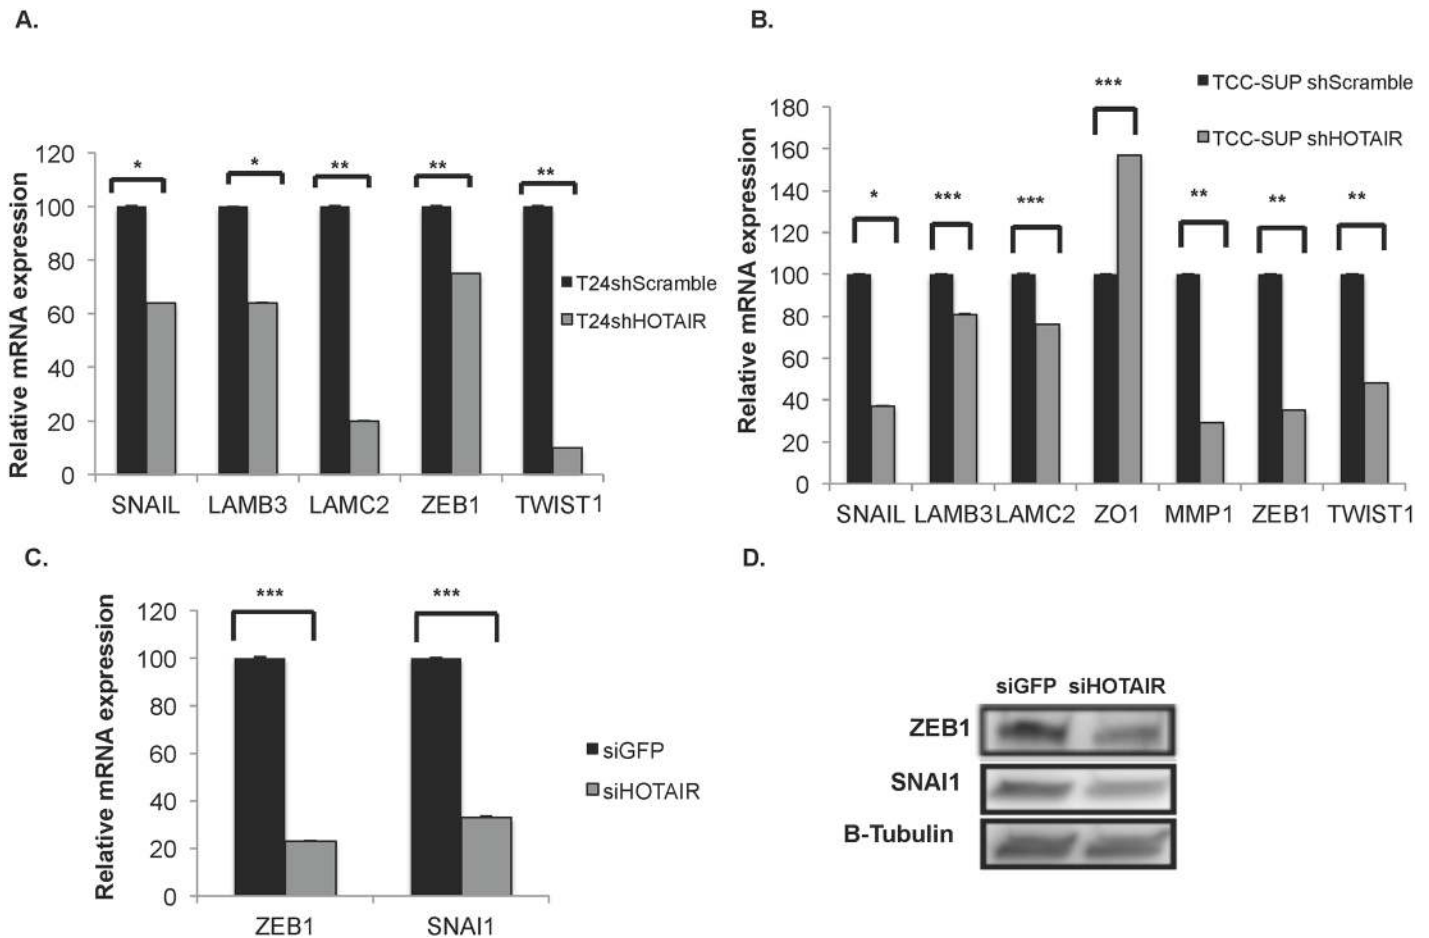 A.
Relative mRNA expression
120
100
80
60
40
20
0
* * ** ** **
SNAIL LAMB3 LAMC2 ZEB1 TWIST1
T24shScramble
T24shHOTAIR
B.
Relative mRNA expression
180
160
140
120
100
80
60
40
20
0
* *** *** *** ** ** **
SNAIL LAMB3 LAMC2 ZO1 MMP1 ZEB1 TWIST1
TCC-SUP shScramble
TCC-SUP shHOTAIR
C.
Relative mRNA expression
120
100
80
60
40
20
0
*** ***
ZEB1 SNAI1
siGFP
siHOTAIR
D.
siGFP siHOTAIR
ZEB1
SNAI1
B-Tubulin